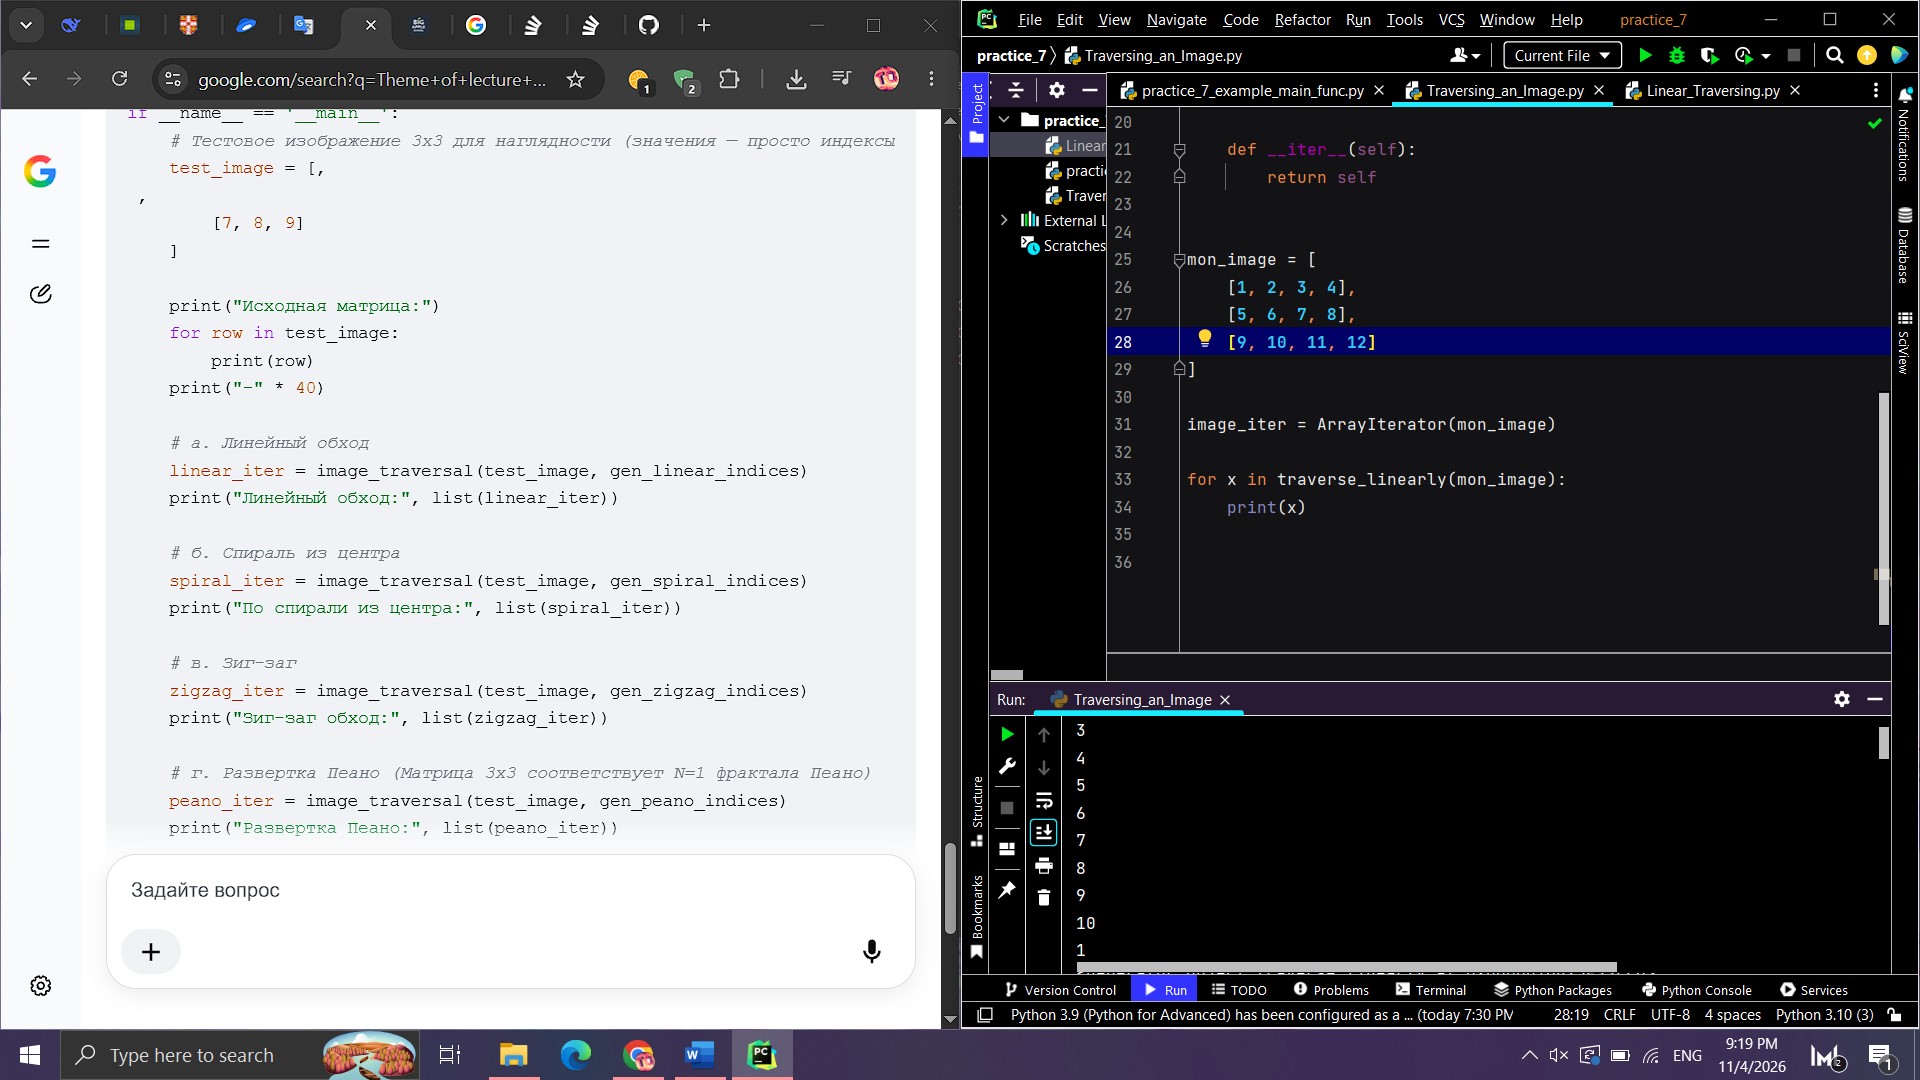 google.com/search?q=Theme+of+lecture+...
if __name__ == '__main__':
# Тестовое изображение 3x3 для наглядности (значения — просто индексы
test_image = [,
,
[7, 8, 9]
]
print("Исходная матрица:")
for row in test_image:
print(row)
print("-" * 40)
# а. Линейный обход
linear_iter = image_traversal(test_image, gen_linear_indices)
print("Линейный обход:", list(linear_iter))
# б. Спираль из центра
spiral_iter = image_traversal(test_image, gen_spiral_indices)
print("По спирали из центра:", list(spiral_iter))
# в. Зиг-заг
zigzag_iter = image_traversal(test_image, gen_zigzag_indices)
print("Зиг-заг обход:", list(zigzag_iter))
# г. Развертка Пеано (Матрица 3x3 соответствует N=1 фрактала Пеано)
peano_iter = image_traversal(test_image, gen_peano_indices)
print("Развертка Пеано:", list(peano_iter))
Задайте вопрос
PC File Edit View Navigate Code Refactor Run Tools VCS Window Help practice_7
practice_7 Traversing_an_Image.py Current File
Project practice_7_example_main_func.py Traversing_an_Image.py Linear_Traversing.py
practice_
Linear
practi
Traver
External L
Scratches
20
21 def __iter__(self):
22 return self
23
24
25 mon_image = [
26 [1, 2, 3, 4],
27 [5, 6, 7, 8],
28 [9, 10, 11, 12]
29 ]
30
31 image_iter = ArrayIterator(mon_image)
32
33 for x in traverse_linearly(mon_image):
34 print(x)
35
36
Notifications
Database
SciView
Run: Traversing_an_Image
3
4
5
6
7
8
9
10
1
Structure
Bookmarks
Version Control Run TODO Problems Terminal Python Packages Python Console Services
Python 3.9 (Python for Advanced) has been configured as a ... (today 7:30 PM 28:19 CRLF UTF-8 4 spaces Python 3.10 (3)
Type here to search
ENG
9:19 PM
11/4/2026